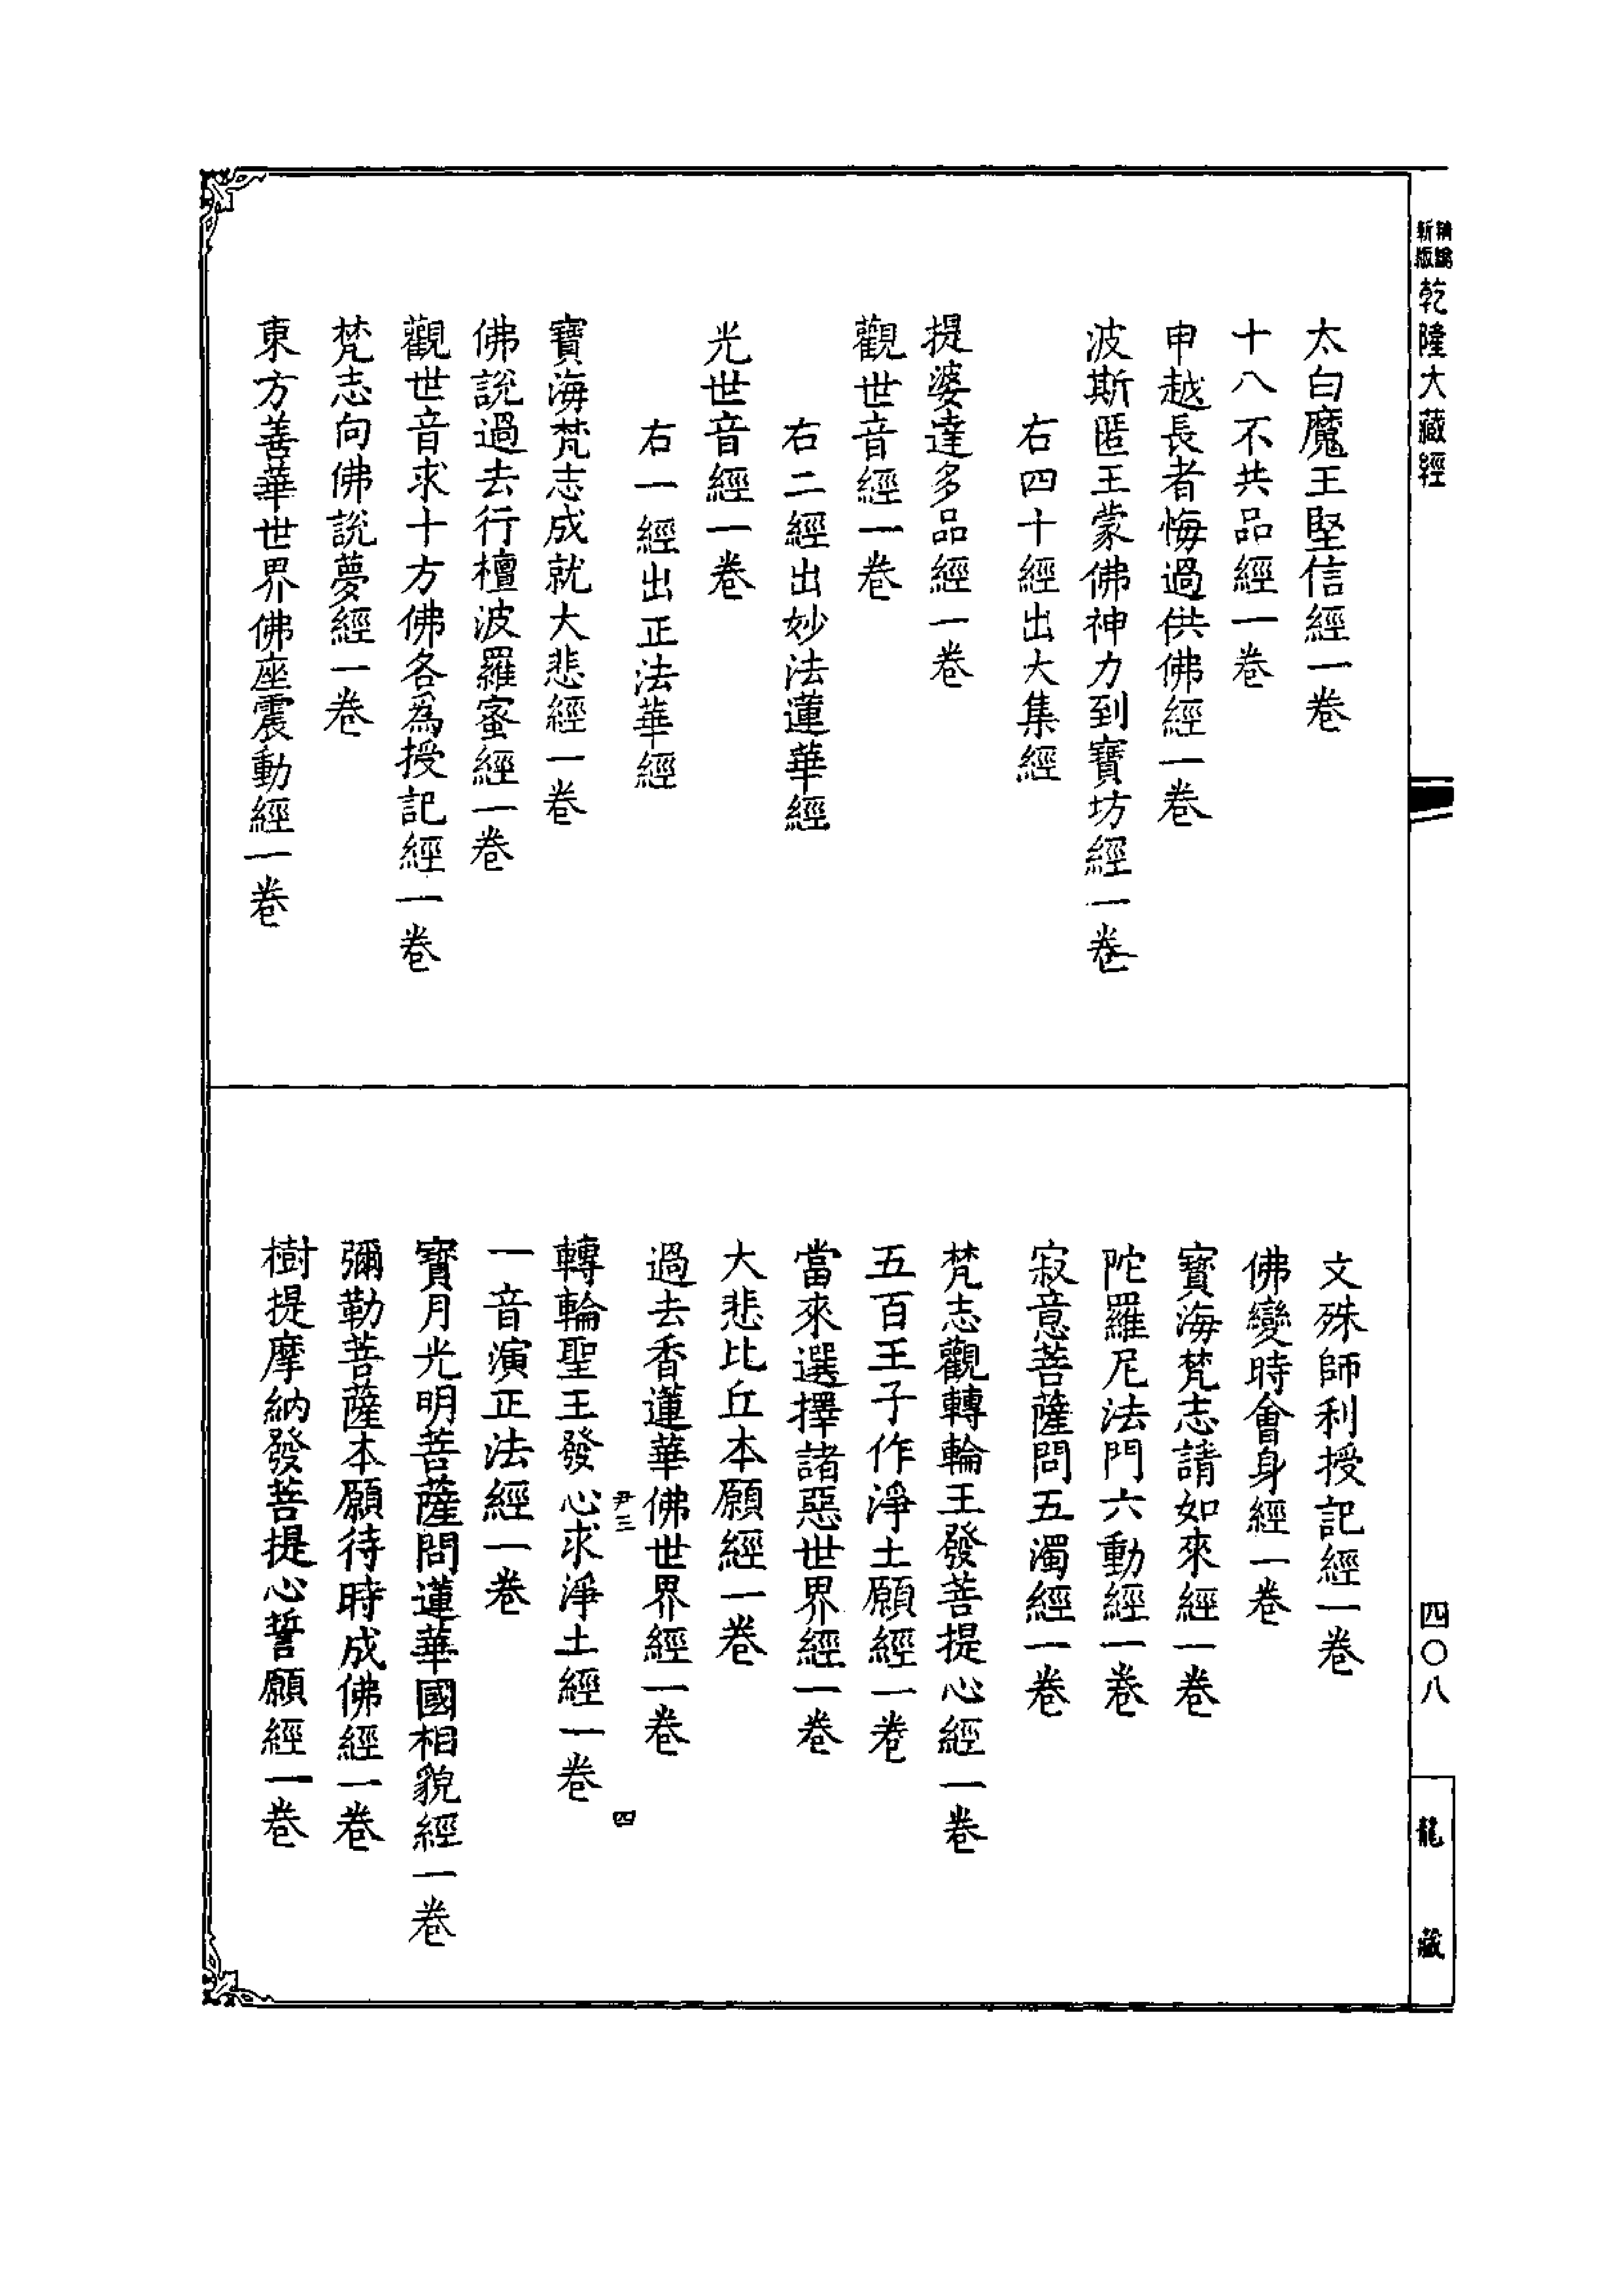 新版
乾隆大藏經
太白魔王堅信經一卷
十八不共品經一卷
申越長者悔過供佛經一卷
波斯匿王蒙佛神力到寶坊經一卷
右四十經出大集經
提婆達多品經一卷
觀世音經一卷
右二經出妙法蓮華經
光世音經一卷
右一經出正法華經
寶海梵志成就大悲經一卷
佛說過去行檀波羅蜜經一卷
觀世音求十方佛各爲授記經一卷
梵志向佛說夢經一卷
東方善華世界佛座震動經一卷
文殊師利授記經一卷
佛變時會身經一卷
寶海梵志請如來經一卷
陀羅尼法門六動經一卷
寂意菩薩問五濁經一卷
梵志觀轉輪王發菩提心經一卷
五百王子作淨土願經一卷
當來選擇諸惡世界經一卷
大悲比丘本願經一卷
過去香蓮華佛世界經一卷
尹三 四
轉輪聖王發心求淨土經一卷
一音演正法經一卷
寶月光明菩薩問蓮華國相貌經一卷
彌勒菩薩本願待時成佛經一卷
樹提摩納發菩提心誓願經一卷
四〇八
龍藏